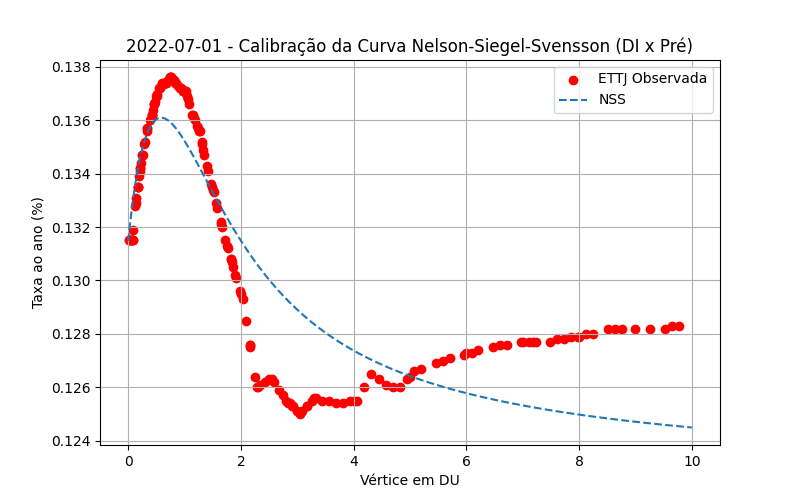 2022-07-01 - Calibração da Curva Nelson-Siegel-Svensson (DI x Pré)
ETTJ Observada
NSS
Taxa ao ano (%)
0.138
0.136
0.134
0.132
0.130
0.128
0.126
0.124
0 2 4 6 8 10
Vértice em DU